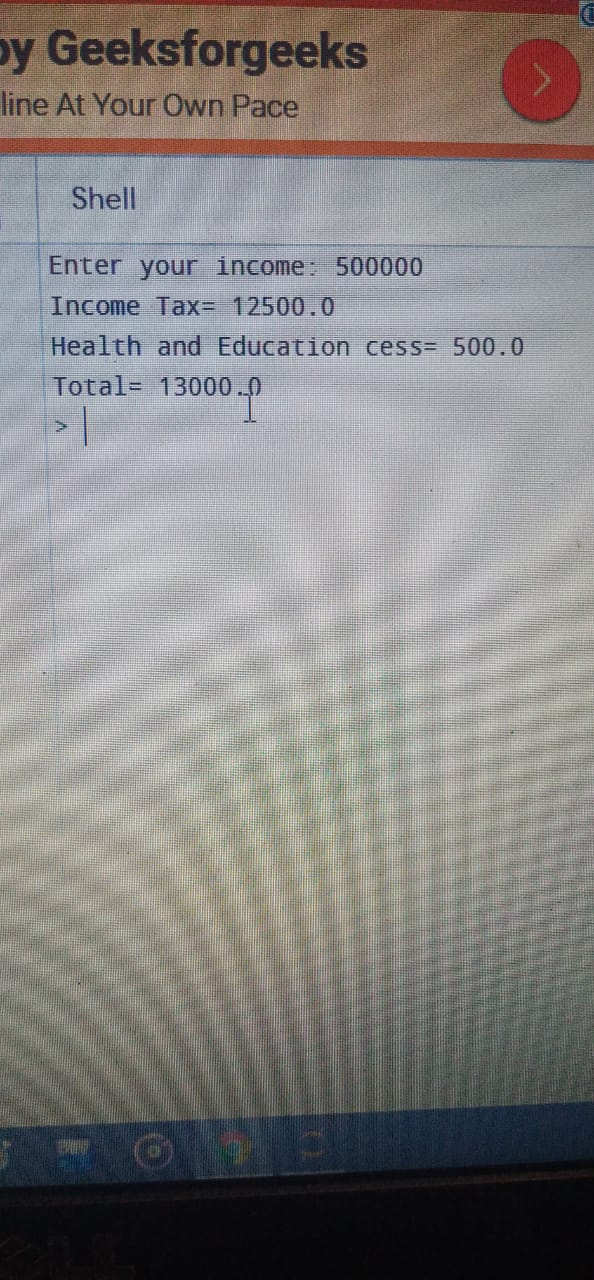 by Geeksforgeeks
line At Your Own Pace
Shell
Enter your income: 500000
Income Tax= 12500.0
Health and Education cess= 500.0
Total= 13000.0
>